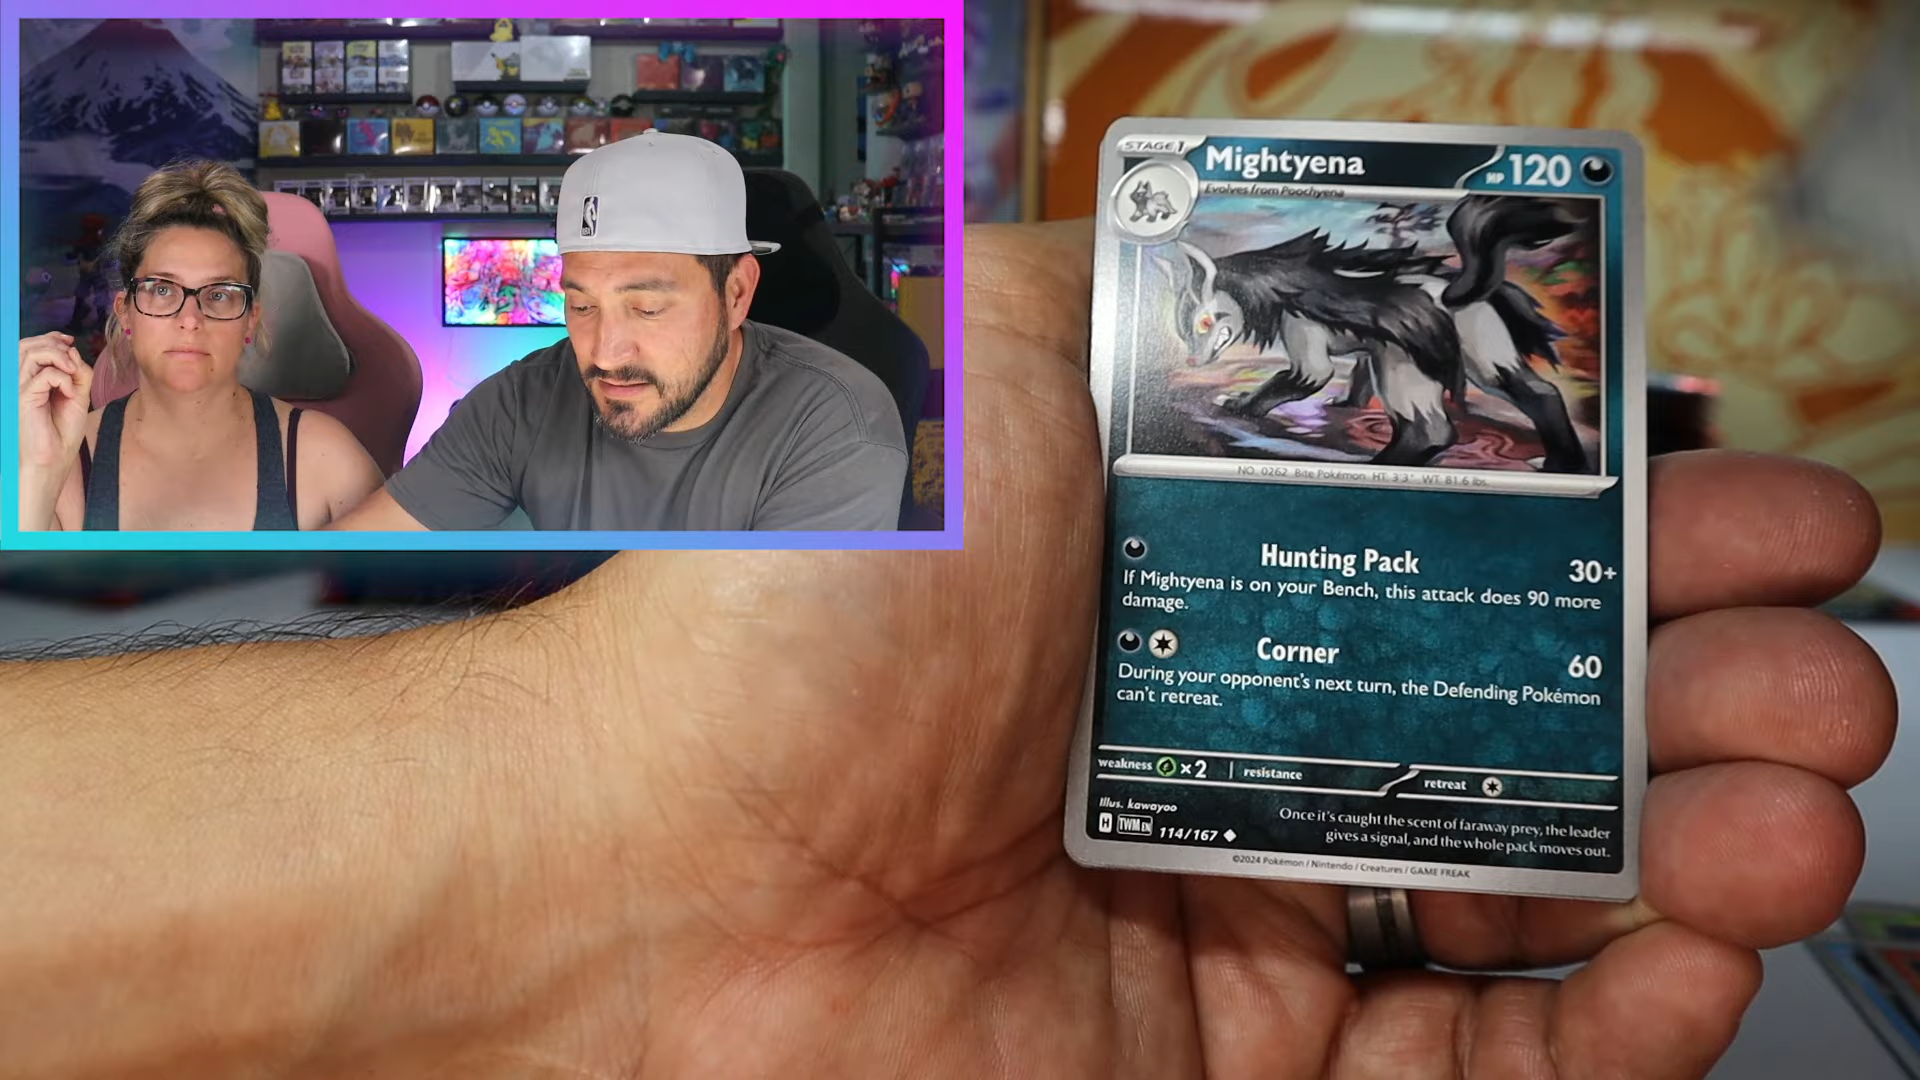 STAGE 1
Mightyena
HP 120
Evolves from Poochyena
NO. 0262 Bite Pokémon HT: 3'3" WT: 81.6 lbs.
Hunting Pack 30+
If Mightyena is on your Bench, this attack does 90 more
damage.
Corner 60
During your opponent's next turn, the Defending Pokémon
can't retreat.
weakness ×2 resistance retreat
Illus. kawayoo
H TWM EN 114/167
Once it's caught the scent of faraway prey, the leader
gives a signal, and the whole pack moves out.
©2024 Pokémon / Nintendo / Creatures / GAME FREAK